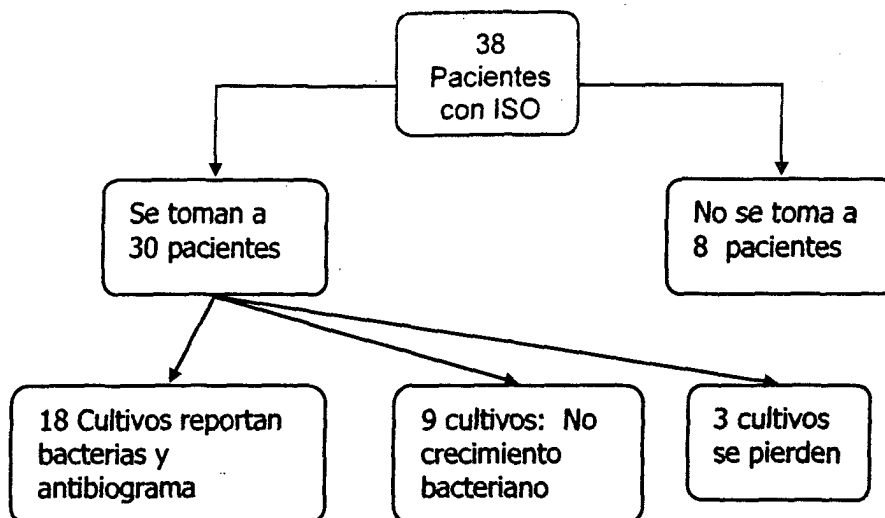 38
Pacientes
con ISO
Se toman a
30 pacientes
No se toma a
8 pacientes
18 Cultivos reportan
bacterias y
antibiograma
9 cultivos: No
crecimiento
bacteriano
3 cultivos
se pierden